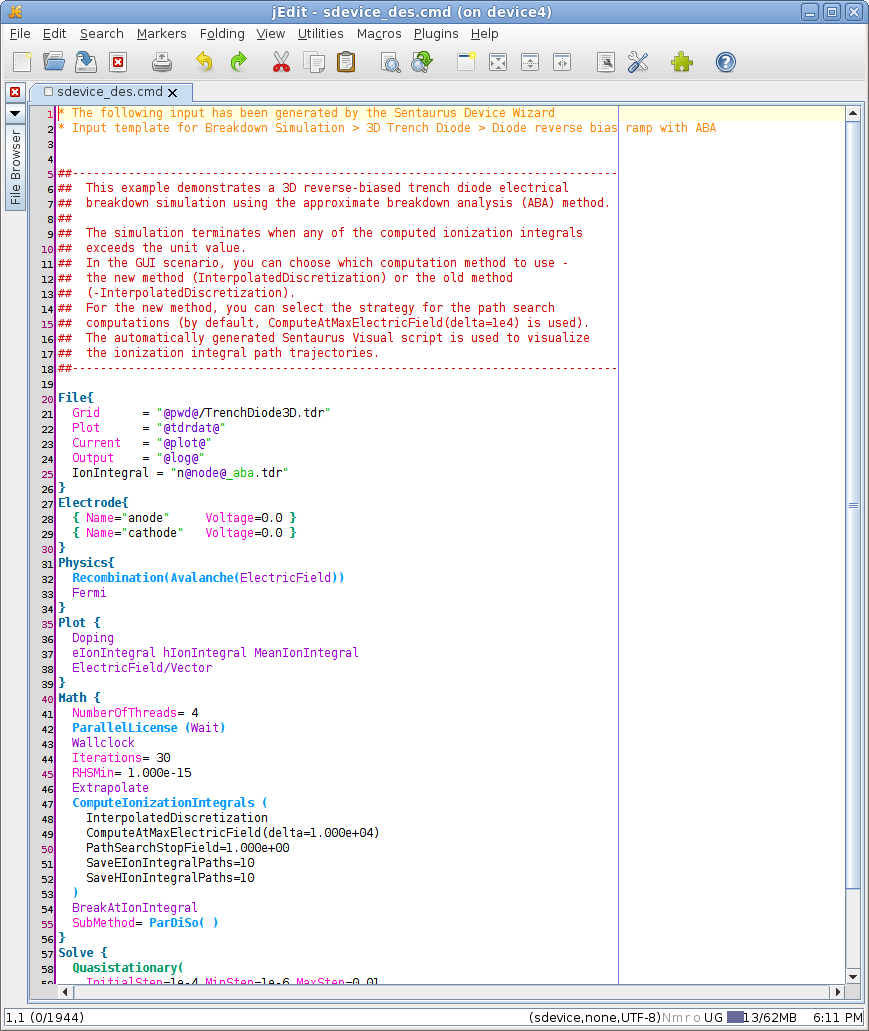 jEdit - sdevice_des.cmd (on device4)
File Edit Search Markers Folding View Utilities Macros Plugins Help
sdevice_des.cmd
File Browser
1 * The following input has been generated by the Sentaurus Device Wizard
2 * Input template for Breakdown Simulation > 3D Trench Diode > Diode reverse bias ramp with ABA
3
4
5 ##------------------------------------------------------------------------------
6 ##  This example demonstrates a 3D reverse-biased trench diode electrical
7 ##  breakdown simulation using the approximate breakdown analysis (ABA) method.
8 ##
9 ##  The simulation terminates when any of the computed ionization integrals
10 ##  exceeds the unit value.
11 ##  In the GUI scenario, you can choose which computation method to use -
12 ##  the new method (InterpolatedDiscretization) or the old method
13 ##  (-InterpolatedDiscretization).
14 ##  For the new method, you can select the strategy for the path search
15 ##  computations (by default, ComputeAtMaxElectricField(delta=1e4) is used).
16 ##  The automatically generated Sentaurus Visual script is used to visualize
17 ##  the ionization integral path trajectories.
18 ##------------------------------------------------------------------------------
19
20 File{
21   Grid      = "@pwd@/TrenchDiode3D.tdr"
22   Plot      = "@tdrdat@"
23   Current   = "@plot@"
24   Output    = "@log@"
25   IonIntegral = "n@node@_aba.tdr"
26 }
27 Electrode{
28   { Name="anode"     Voltage=0.0 }
29   { Name="cathode"   Voltage=0.0 }
30 }
31 Physics{
32   Recombination(Avalanche(ElectricField))
33   Fermi
34 }
35 Plot {
36   Doping
37   eIonIntegral hIonIntegral MeanIonIntegral
38   ElectricField/Vector
39 }
40 Math {
41   NumberOfThreads= 4
42   ParallelLicense (Wait)
43   Wallclock
44   Iterations= 30
45   RHSMin= 1.000e-15
46   Extrapolate
47   ComputeIonizationIntegrals (
48     InterpolatedDiscretization
49     ComputeAtMaxElectricField(delta=1.000e+04)
50     PathSearchStopField=1.000e+00
51     SaveEIonIntegralPaths=10
52     SaveHIonIntegralPaths=10
53   )
54   BreakAtIonIntegral
55   SubMethod= ParDiSo( )
56 }
57 Solve {
58   Quasistationary(
59     InitialStep=1e-4 MinStep=1e-6 MaxStep=0.01
1,1 (0/1944) (sdevice,none,UTF-8)Nmro UG 13/62MB 6:11 PM